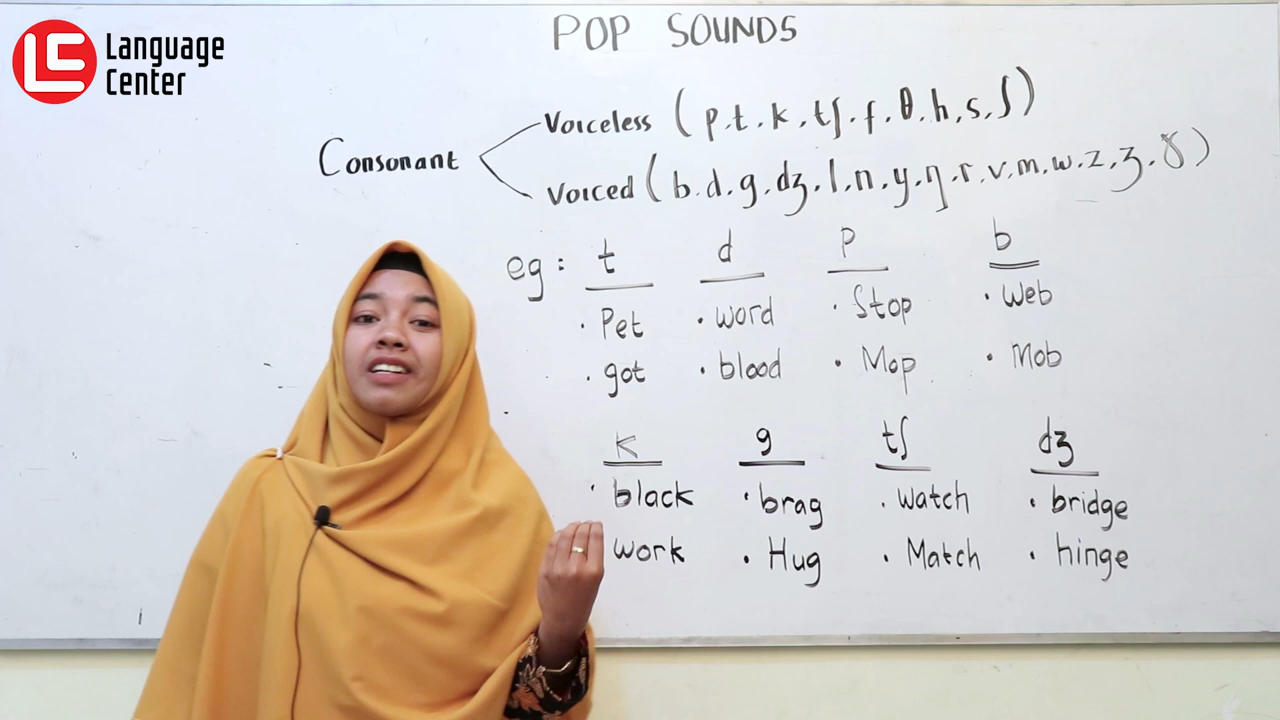 LC Language
Center
POP SOUNDS
Consonant
Voiceless (p.t.k.tʃ.f.θ.h,s,ʃ)
Voiced (b.d.g.dʒ.l.n.y.ŋ.r.v.m.w.z.ʒ.ð)
eg: t d p b
· Pet · word · Stop · Web
· got · blood · Mop · Mob
k g tʃ dʒ
· black · brag · watch · bridge
work · Hug · Match · hinge